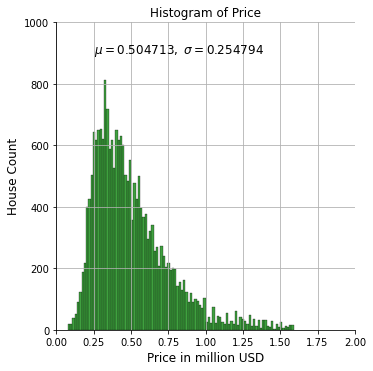 Histogram of Price
1000
800
600
400
200
0
μ = 0.504713, σ = 0.254794
House Count
0.00 0.25 0.50 0.75 1.00 1.25 1.50 1.75 2.00
Price in million USD